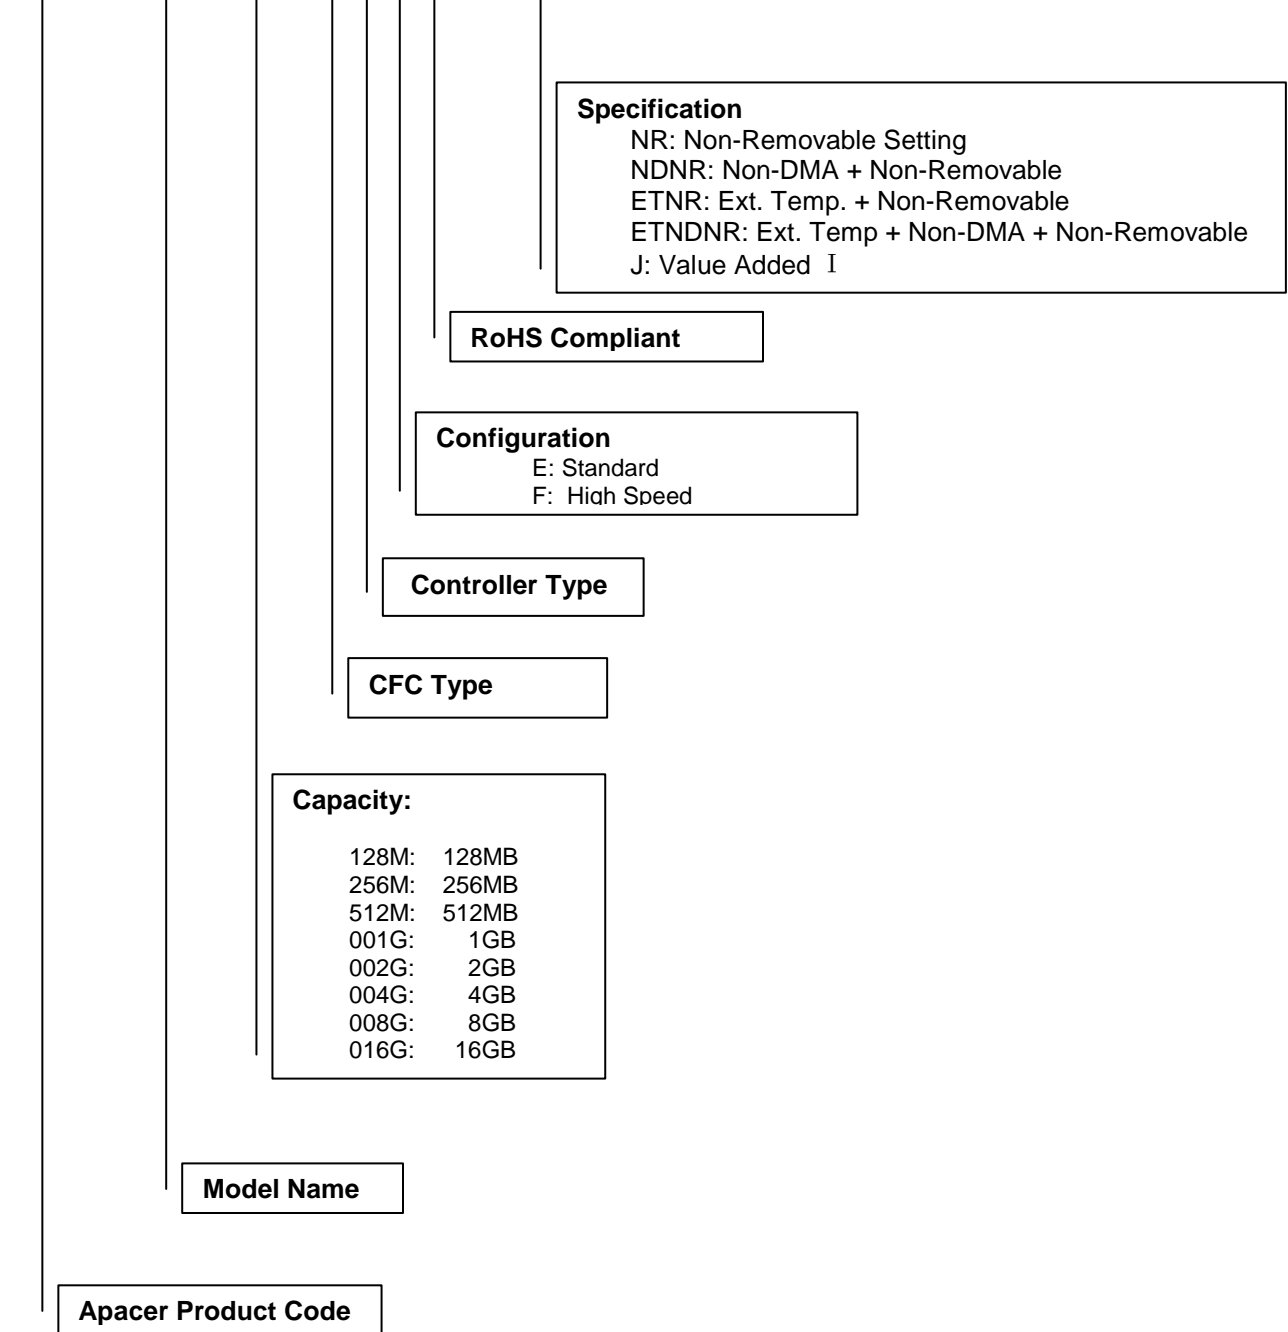 Specification
NR: Non-Removable Setting
NDNR: Non-DMA + Non-Removable
ETNR: Ext. Temp. + Non-Removable
ETNDNR: Ext. Temp + Non-DMA + Non-Removable
J: Value Added I
RoHS Compliant
Configuration
E: Standard
F: High Speed
Controller Type
CFC Type
Capacity:
128M: 128MB
256M: 256MB
512M: 512MB
001G: 1GB
002G: 2GB
004G: 4GB
008G: 8GB
016G: 16GB
Model Name
Apacer Product Code